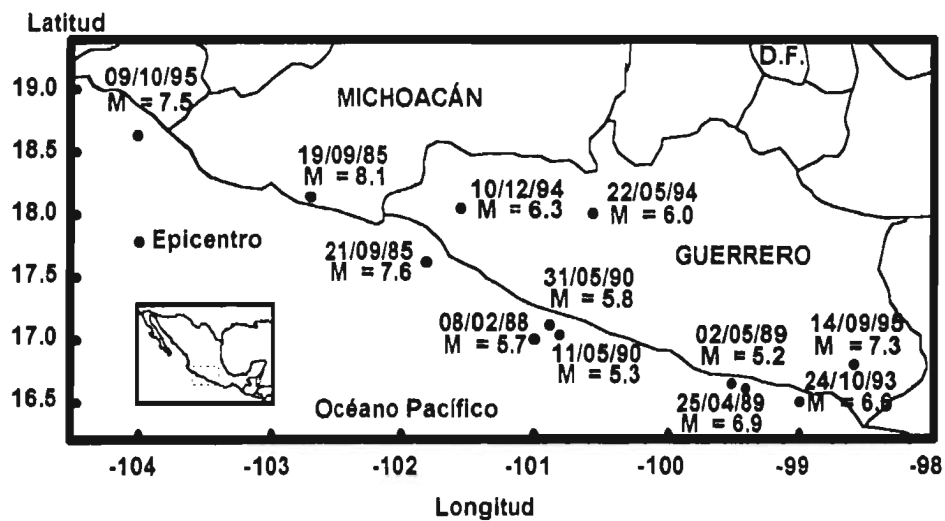 Latitud
D.F.
09/10/95
M = 7.5
MICHOACÁN
19/09/85
M = 8.1
10/12/94
M = 6.3
22/05/94
M = 6.0
Epicentro
21/09/85
M = 7.6
GUERRERO
31/05/90
M = 5.8
08/02/88
M = 5.7
11/05/90
M = 5.3
02/05/89
M = 5.2
14/09/95
M = 7.3
25/04/89
M = 6.9
24/10/93
M = 6.6
Océano Pacífico
19.0
18.5
18.0
17.5
17.0
16.5
-104 -103 -102 -101 -100 -99 -98
Longitud